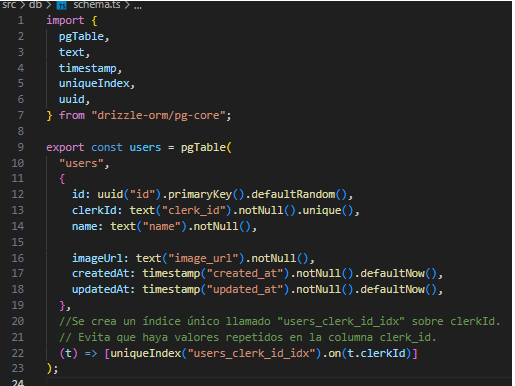 src > db > TS schema.ts > ...
1 import {
2 pgTable,
3 text,
4 timestamp,
5 uniqueIndex,
6 uuid,
7 } from "drizzle-orm/pg-core";
8
9 export const users = pgTable(
10 "users",
11 {
12 id: uuid("id").primaryKey().defaultRandom(),
13 clerkId: text("clerk_id").notNull().unique(),
14 name: text("name").notNull(),
15
16 imageUrl: text("image_url").notNull(),
17 createdAt: timestamp("created_at").notNull().defaultNow(),
18 updatedAt: timestamp("updated_at").notNull().defaultNow(),
19 },
20 //Se crea un índice único llamado "users_clerk_id_idx" sobre clerkId.
21 // Evita que haya valores repetidos en la columna clerk_id.
22 (t) => [uniqueIndex("users_clerk_id_idx").on(t.clerkId)]
23 );
24